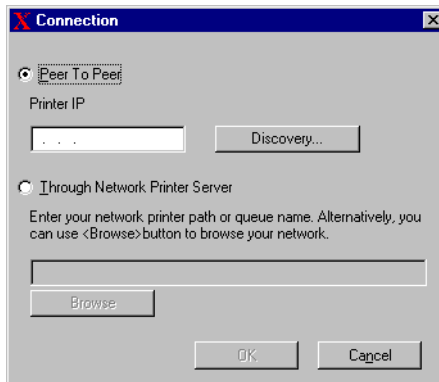 Connection
Peer To Peer
Printer IP
. . .
Discovery...
Through Network Printer Server
Enter your network printer path or queue name. Alternatively, you
can use <Browse>button to browse your network.
Browse
OK
Cancel